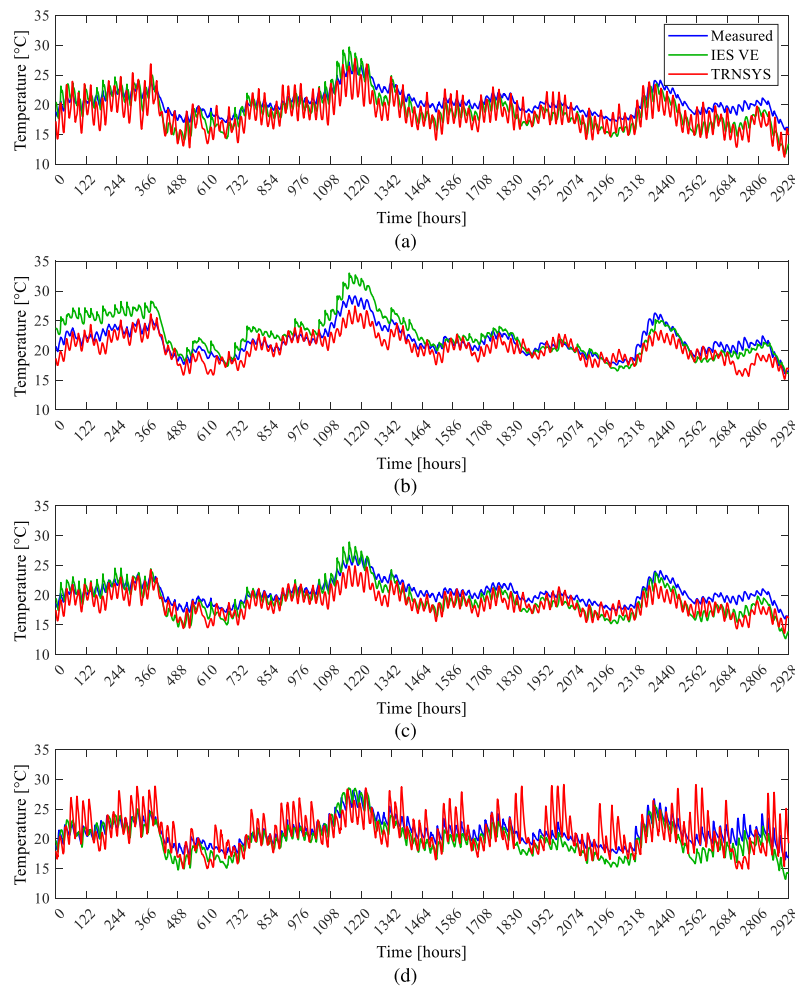 35
30
25
20
15
10
Temperature [°C]
Measured
IES VE
TRNSYS
0 122 244 366 488 610 732 854 976 1098 1220 1342 1464 1586 1708 1830 1952 2074 2196 2318 2440 2562 2684 2806 2928
Time [hours]
(a)
35
30
25
20
15
10
Temperature [°C]
0 122 244 366 488 610 732 854 976 1098 1220 1342 1464 1586 1708 1830 1952 2074 2196 2318 2440 2562 2684 2806 2928
Time [hours]
(b)
35
30
25
20
15
10
Temperature [°C]
0 122 244 366 488 610 732 854 976 1098 1220 1342 1464 1586 1708 1830 1952 2074 2196 2318 2440 2562 2684 2806 2928
Time [hours]
(c)
35
30
25
20
15
10
Temperature [°C]
0 122 244 366 488 610 732 854 976 1098 1220 1342 1464 1586 1708 1830 1952 2074 2196 2318 2440 2562 2684 2806 2928
Time [hours]
(d)